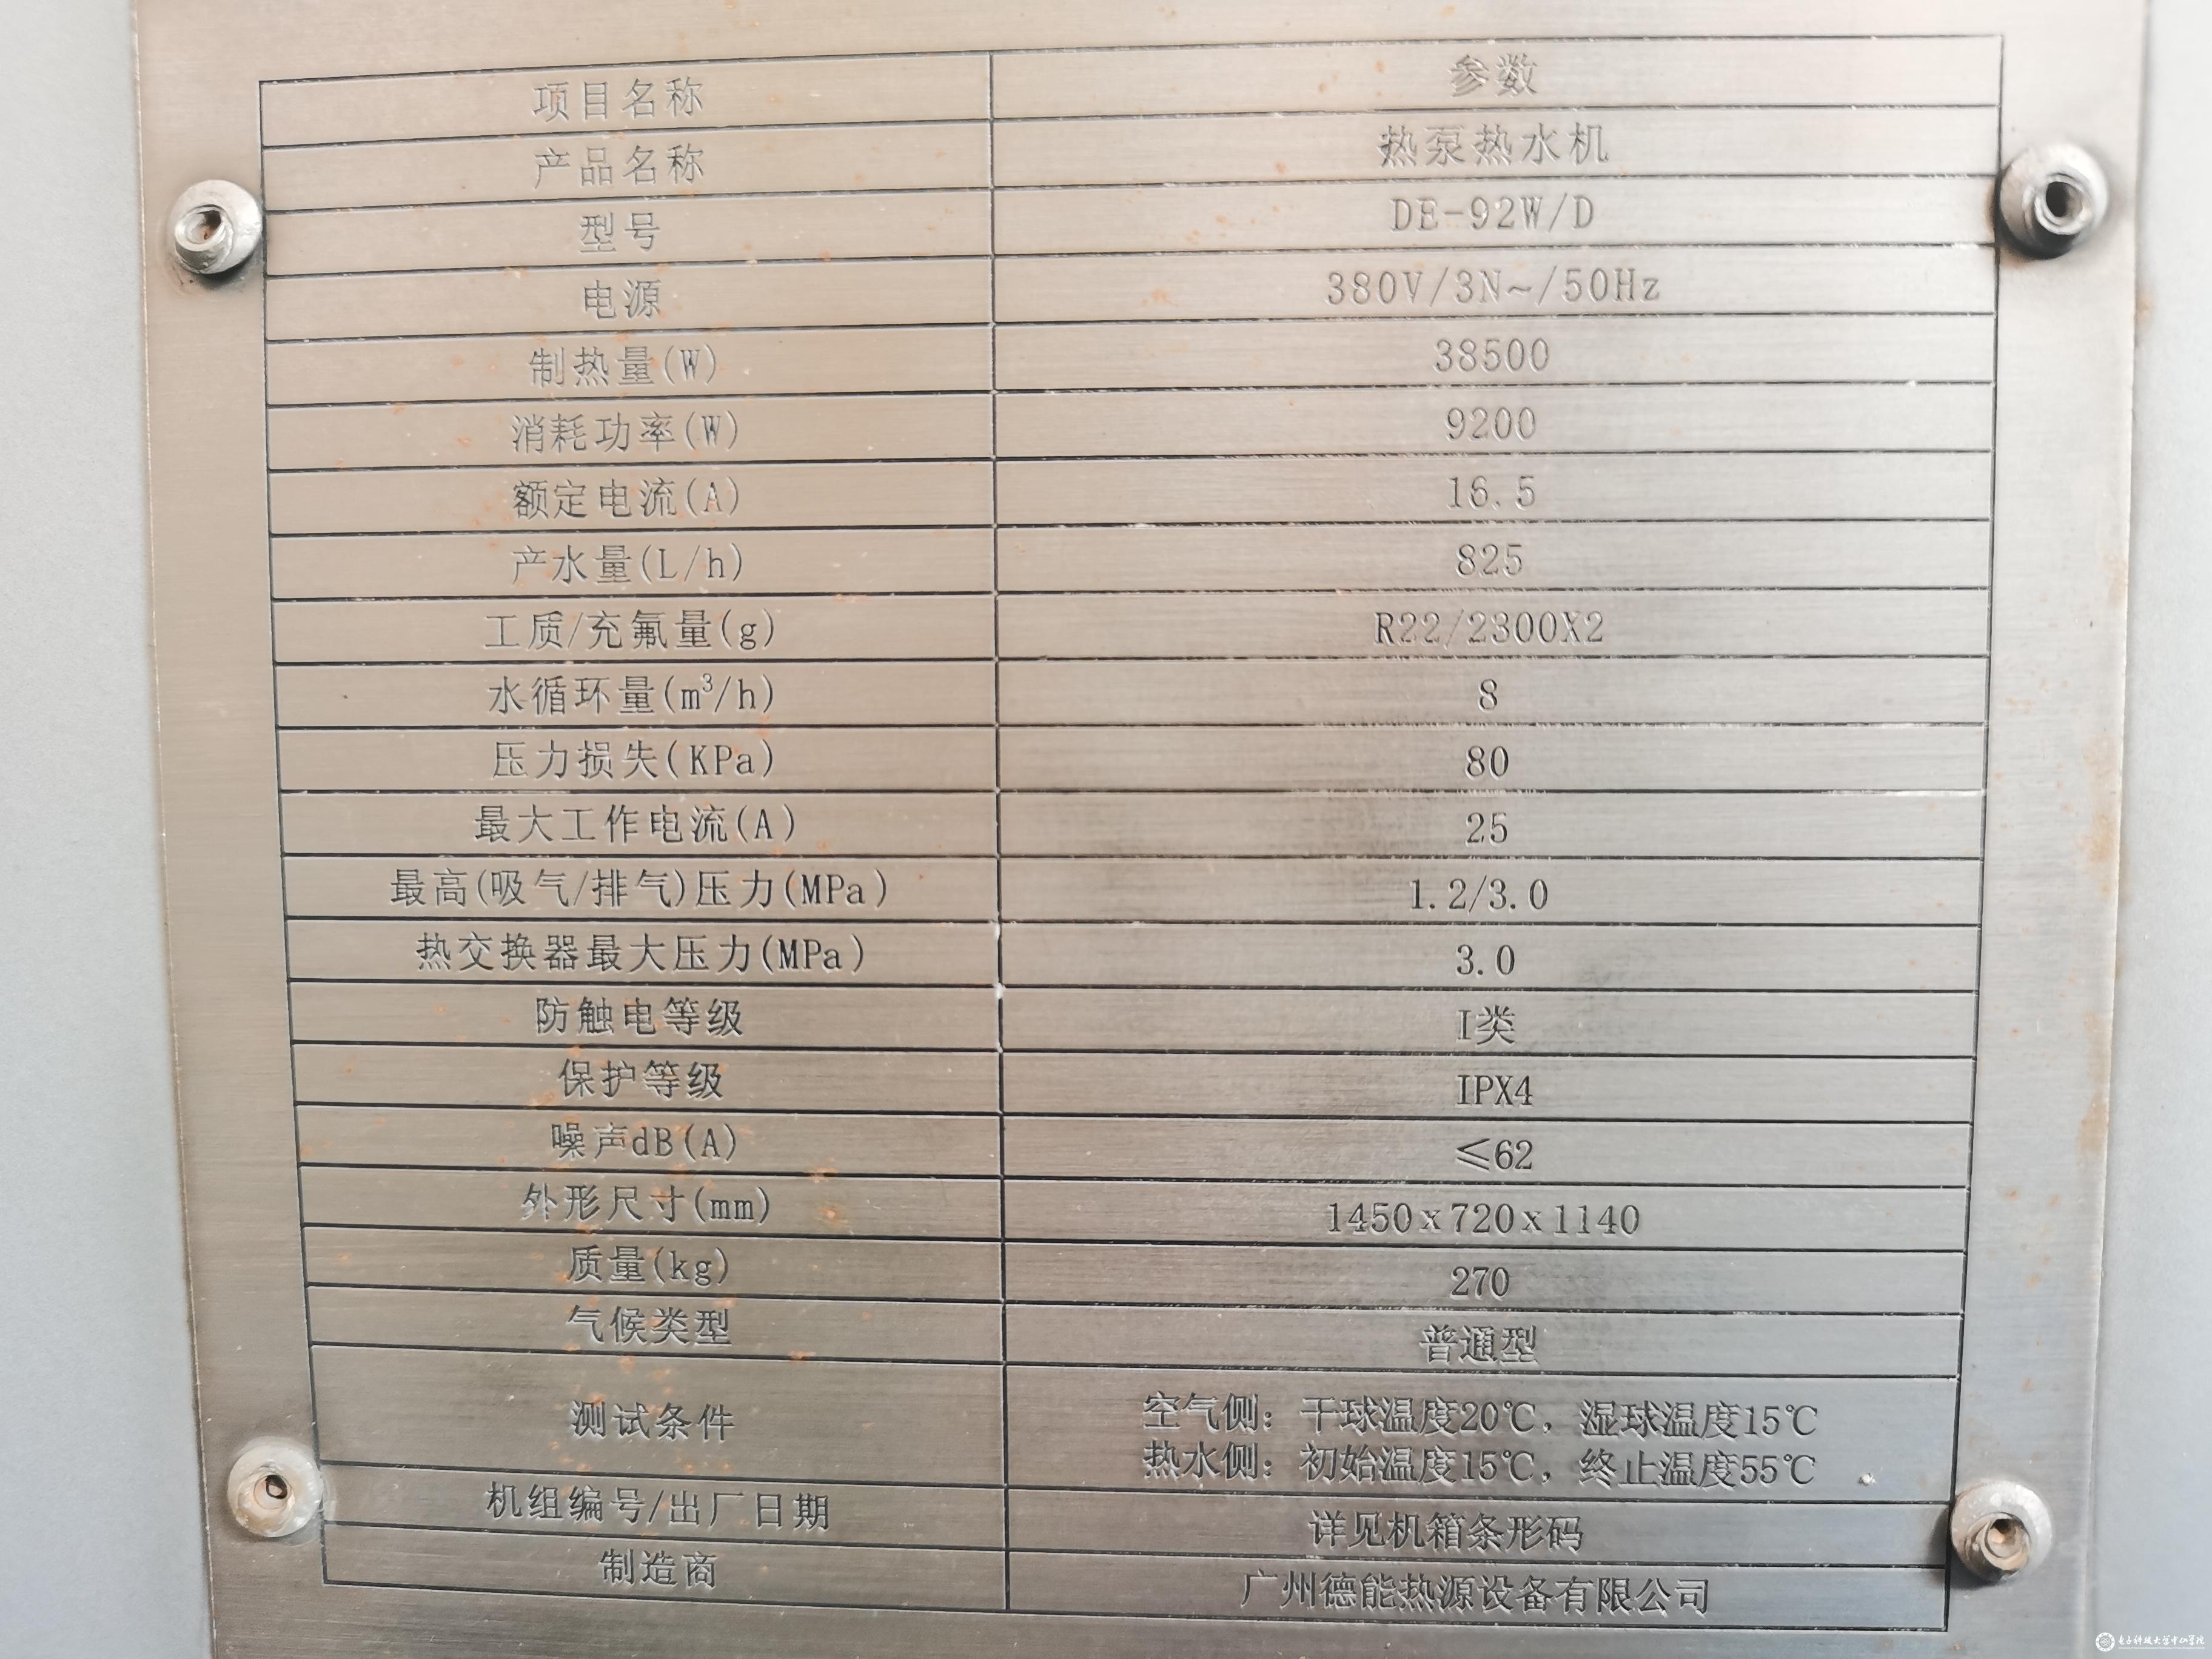 项目名称 参数
产品名称 热泵热水机
型号 DE-92W/D
电源 380V/3N~/50Hz
制热量(W) 38500
消耗功率(W) 9200
额定电流(A) 16.5
产水量(L/h) 825
工质/充氟量(g) R22/2300X2
水循环量(m³/h) 8
压力损失(KPa) 80
最大工作电流(A) 25
最高(吸气/排气)压力(MPa) 1.2/3.0
热交换器最大压力(MPa) 3.0
防触电等级 I类
保护等级 IPX4
噪声dB(A) ≤62
外形尺寸(mm) 1450x720x1140
质量(kg) 270
气候类型 普通型
测试条件 空气侧：干球温度20℃，湿球温度15℃
热水侧：初始温度15℃，终止温度55℃
机组编号/出厂日期 详见机箱条形码
制造商 广州德能热源设备有限公司
电子科技大学中山学院